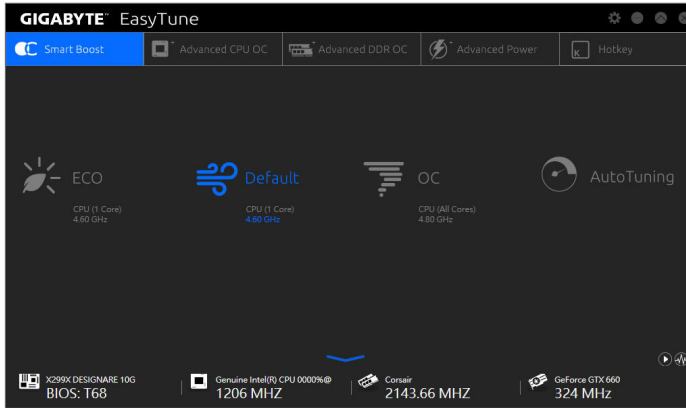 GIGABYTE™ EasyTune
Smart Boost
Advanced CPU OC
Advanced DDR OC
Advanced Power
K Hotkey
ECO
CPU (1 Core)
4.60 GHz
Default
CPU (1 Core)
4.60 GHz
OC
CPU (All Cores)
4.80 GHz
AutoTuning
X299X DESIGNARE 10G
BIOS: T68
Genuine Intel(R) CPU 0000%@
1206 MHZ
Corsair
2143.66 MHZ
GeForce GTX 660
324 MHz